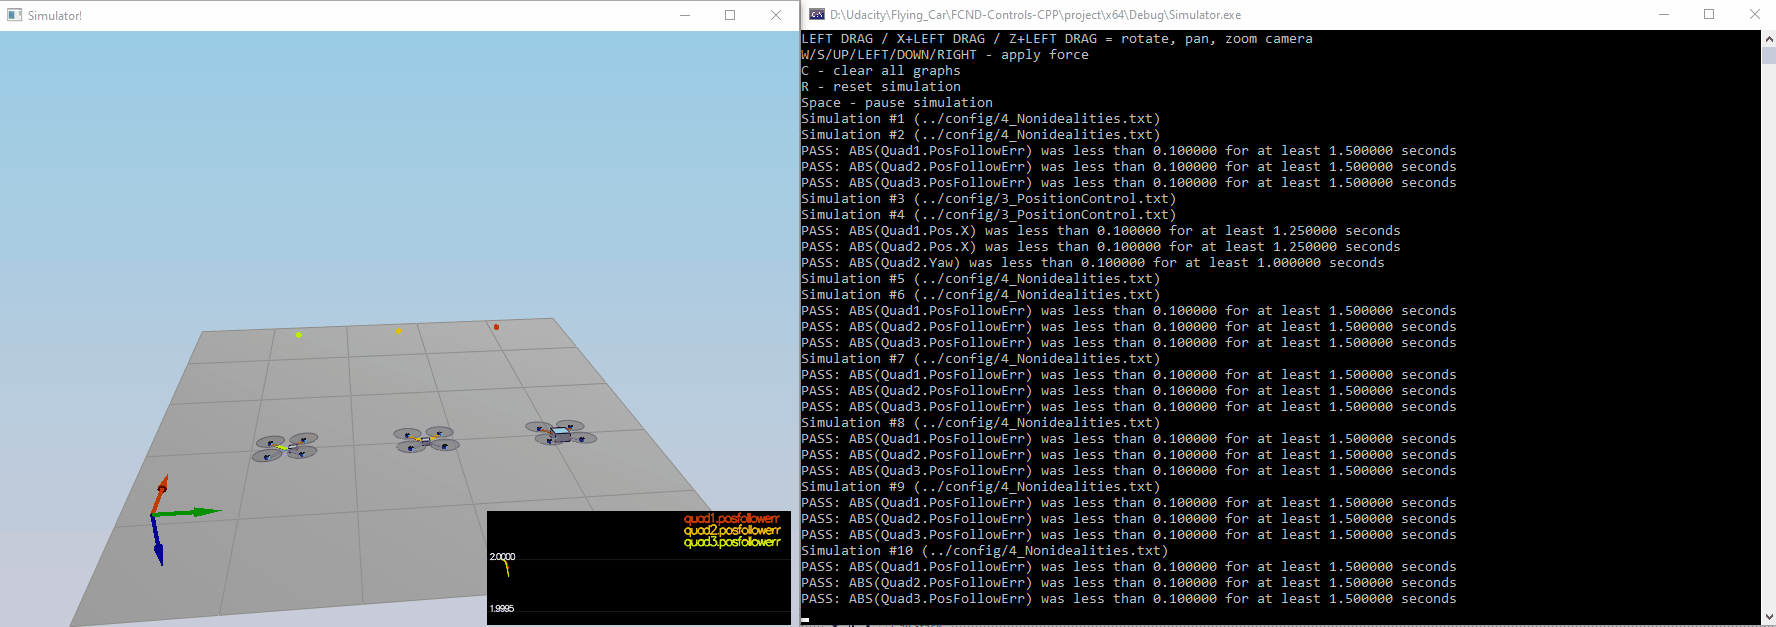 Simulator!
quad1.posfollowerr
quad2.posfollowerr
quad3.posfollowerr
2.0000
1.9995
D:\Udacity\Flying_Car\FCND-Controls-CPP\project\x64\Debug\Simulator.exe
LEFT DRAG / X+LEFT DRAG / Z+LEFT DRAG = rotate, pan, zoom camera
W/S/UP/LEFT/DOWN/RIGHT - apply force
C - clear all graphs
R - reset simulation
Space - pause simulation
Simulation #1 (../config/4_Nonidealities.txt)
Simulation #2 (../config/4_Nonidealities.txt)
PASS: ABS(Quad1.PosFollowErr) was less than 0.100000 for at least 1.500000 seconds
PASS: ABS(Quad2.PosFollowErr) was less than 0.100000 for at least 1.500000 seconds
PASS: ABS(Quad3.PosFollowErr) was less than 0.100000 for at least 1.500000 seconds
Simulation #3 (../config/3_PositionControl.txt)
Simulation #4 (../config/3_PositionControl.txt)
PASS: ABS(Quad1.Pos.X) was less than 0.100000 for at least 1.250000 seconds
PASS: ABS(Quad2.Pos.X) was less than 0.100000 for at least 1.250000 seconds
PASS: ABS(Quad2.Yaw) was less than 0.100000 for at least 1.000000 seconds
Simulation #5 (../config/4_Nonidealities.txt)
Simulation #6 (../config/4_Nonidealities.txt)
PASS: ABS(Quad1.PosFollowErr) was less than 0.100000 for at least 1.500000 seconds
PASS: ABS(Quad2.PosFollowErr) was less than 0.100000 for at least 1.500000 seconds
PASS: ABS(Quad3.PosFollowErr) was less than 0.100000 for at least 1.500000 seconds
Simulation #7 (../config/4_Nonidealities.txt)
PASS: ABS(Quad1.PosFollowErr) was less than 0.100000 for at least 1.500000 seconds
PASS: ABS(Quad2.PosFollowErr) was less than 0.100000 for at least 1.500000 seconds
PASS: ABS(Quad3.PosFollowErr) was less than 0.100000 for at least 1.500000 seconds
Simulation #8 (../config/4_Nonidealities.txt)
PASS: ABS(Quad1.PosFollowErr) was less than 0.100000 for at least 1.500000 seconds
PASS: ABS(Quad2.PosFollowErr) was less than 0.100000 for at least 1.500000 seconds
PASS: ABS(Quad3.PosFollowErr) was less than 0.100000 for at least 1.500000 seconds
Simulation #9 (../config/4_Nonidealities.txt)
PASS: ABS(Quad1.PosFollowErr) was less than 0.100000 for at least 1.500000 seconds
PASS: ABS(Quad2.PosFollowErr) was less than 0.100000 for at least 1.500000 seconds
PASS: ABS(Quad3.PosFollowErr) was less than 0.100000 for at least 1.500000 seconds
Simulation #10 (../config/4_Nonidealities.txt)
PASS: ABS(Quad1.PosFollowErr) was less than 0.100000 for at least 1.500000 seconds
PASS: ABS(Quad2.PosFollowErr) was less than 0.100000 for at least 1.500000 seconds
PASS: ABS(Quad3.PosFollowErr) was less than 0.100000 for at least 1.500000 seconds